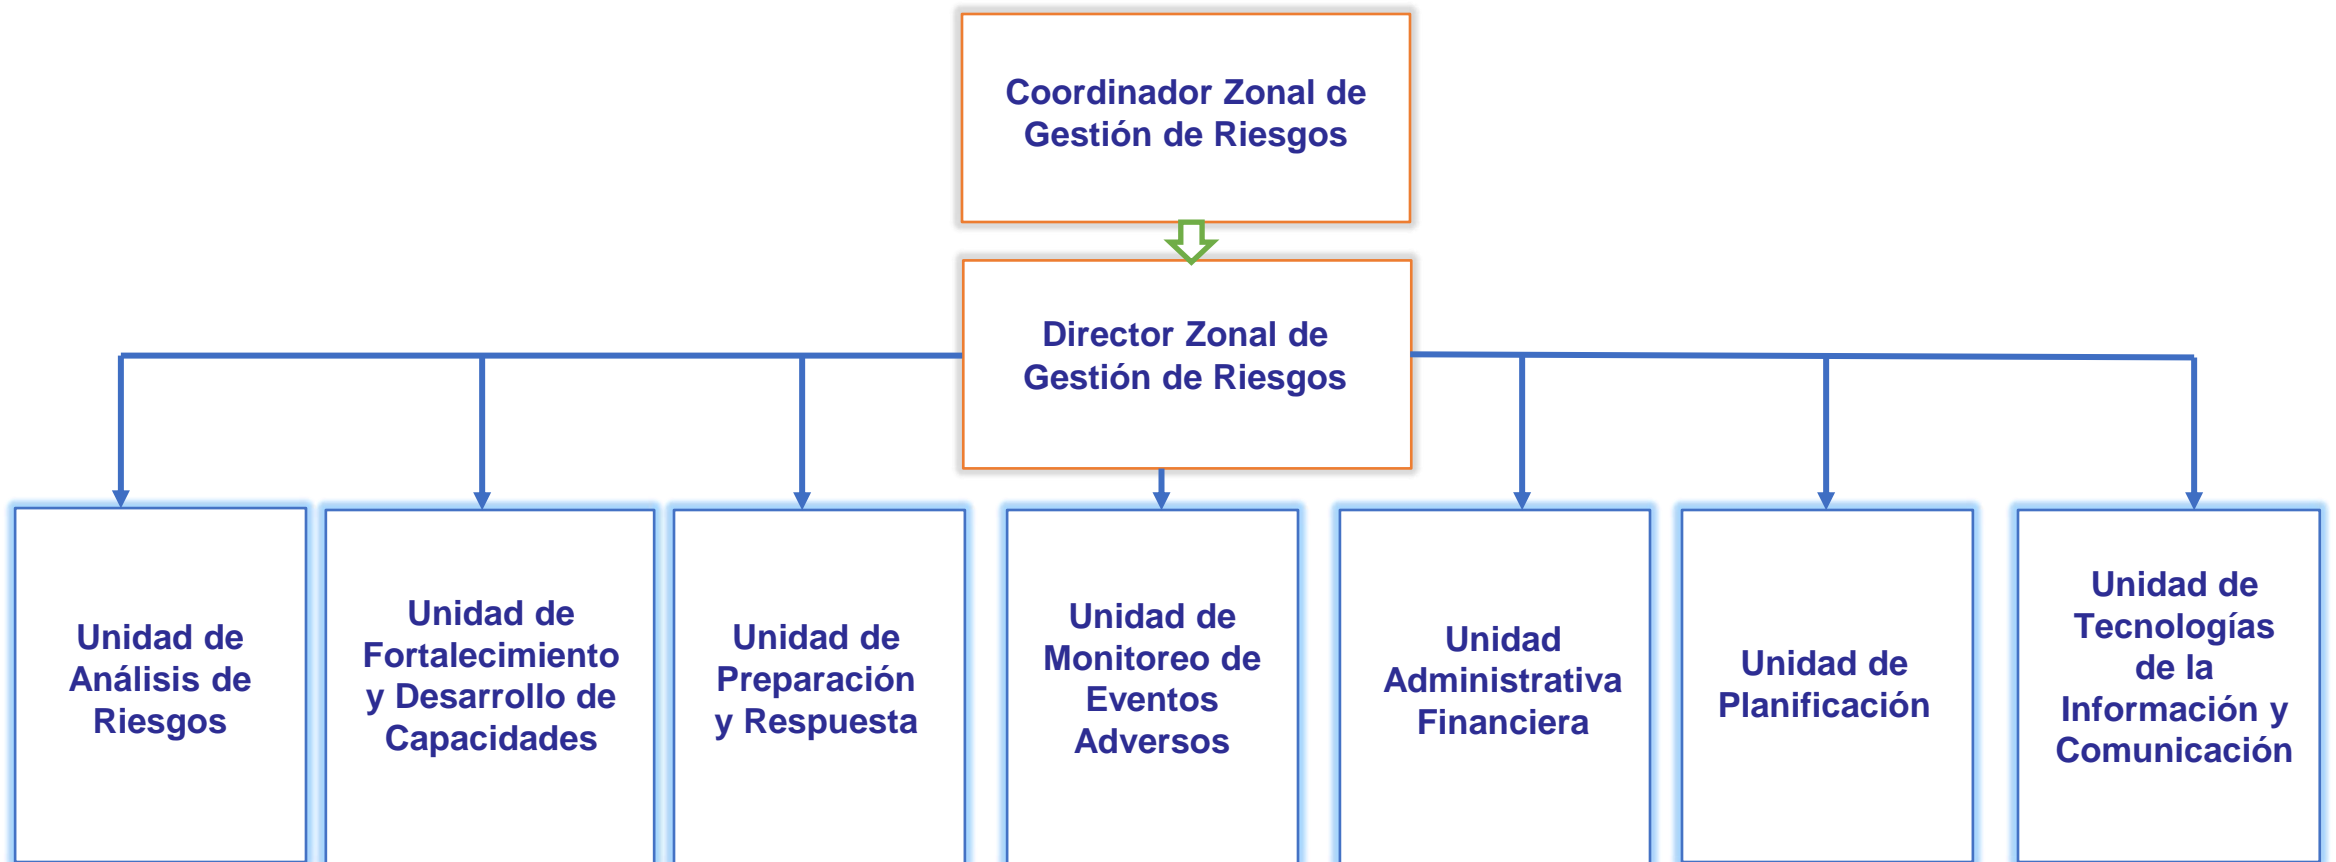 Coordinador Zonal de
Gestión de Riesgos
Director Zonal de
Gestión de Riesgos
Unidad de
Análisis de
Riesgos
Unidad de
Fortalecimiento
y Desarrollo de
Capacidades
Unidad de
Preparación
y Respuesta
Unidad de
Monitoreo de
Eventos
Adversos
Unidad
Administrativa
Financiera
Unidad de
Planificación
Unidad de
Tecnologías
de la
Información y
Comunicación